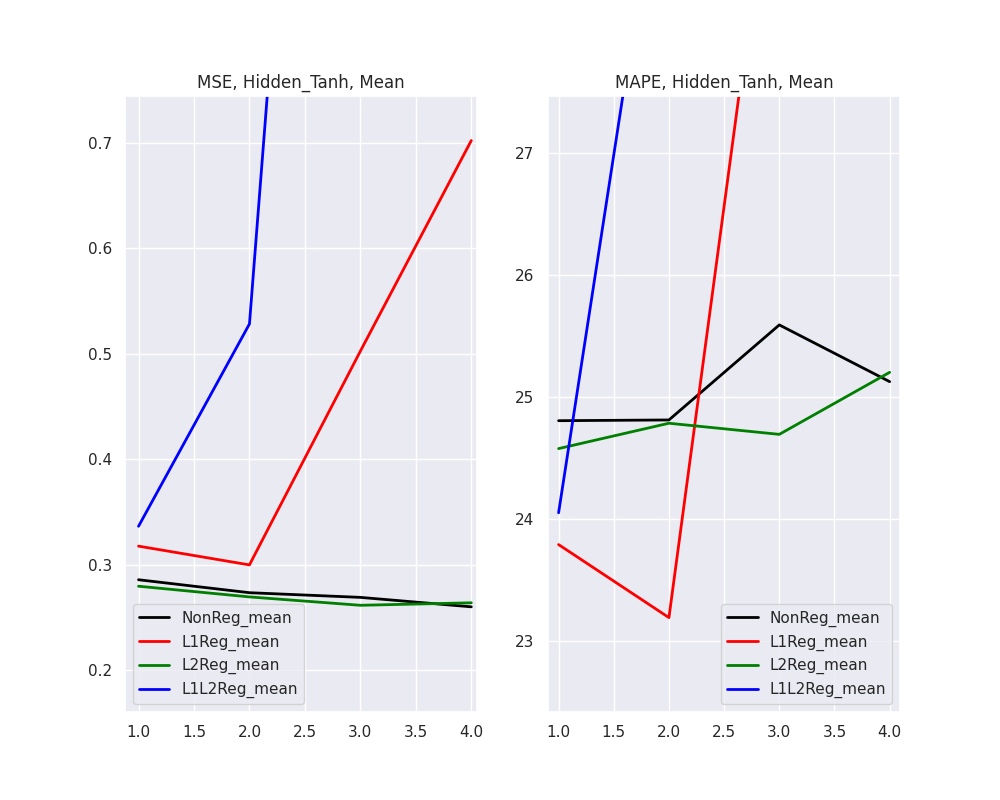 MSE, Hidden_Tanh, Mean
0.7
0.6
0.5
0.4
0.3
0.2
1.0 1.5 2.0 2.5 3.0 3.5 4.0
NonReg_mean
L1Reg_mean
L2Reg_mean
L1L2Reg_mean
MAPE, Hidden_Tanh, Mean
27
26
25
24
23
1.0 1.5 2.0 2.5 3.0 3.5 4.0
NonReg_mean
L1Reg_mean
L2Reg_mean
L1L2Reg_mean